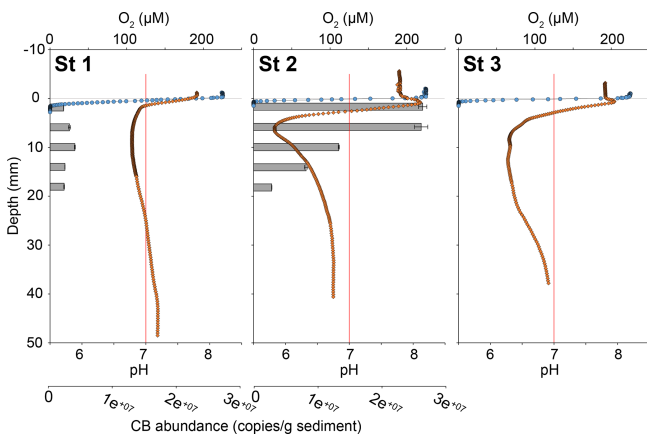 O2 (µM) O2 (µM) O2 (µM)
0 100 200 0 100 200 0 100 200
-10
St 1 St 2 St 3
0
10
20
30
40
50
Depth (mm)
6 7 8 6 7 8 6 7 8
pH pH pH
0 1e+07 2e+07 3e+07 0 1e+07 2e+07 3e+07
CB abundance (copies/g sediment)